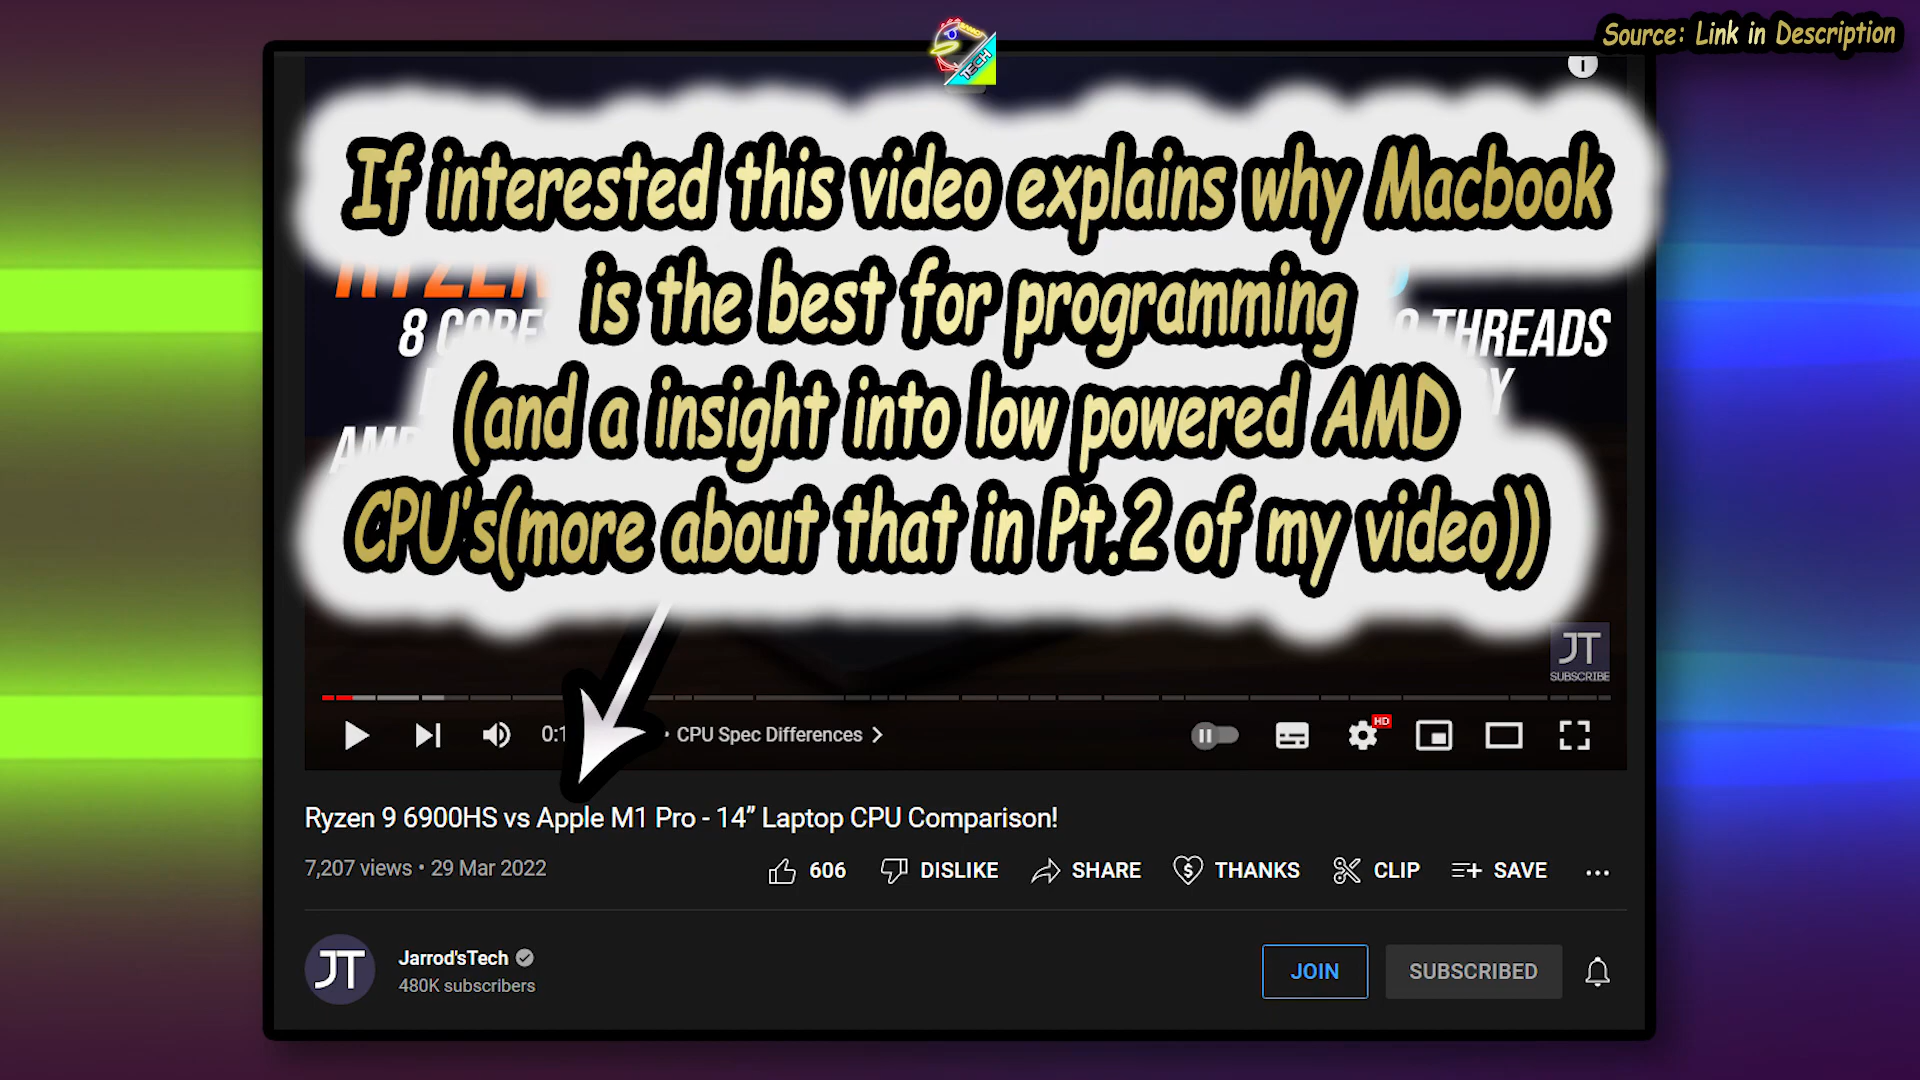 Source: Link in Description
TECH
If interested this video explains why Macbook
is the best for programming
(and a insight into low powered AMD
CPU's(more about that in Pt.2 of my video))
8 CORE
THREADS
JT
SUBSCRIBE
CPU Spec Differences
HD
Ryzen 9 6900HS vs Apple M1 Pro - 14” Laptop CPU Comparison!
7,207 views • 29 Mar 2022
606 DISLIKE SHARE THANKS CLIP SAVE
JT
Jarrod'sTech
480K subscribers
JOIN SUBSCRIBED